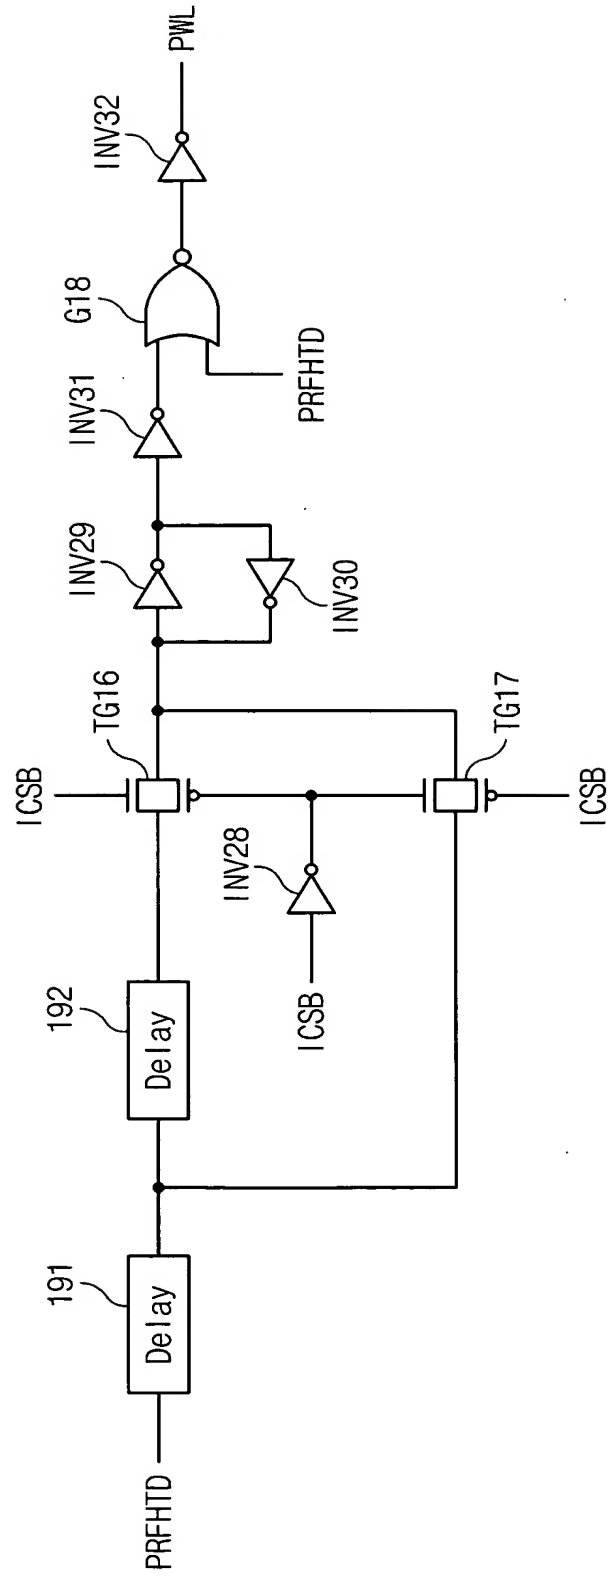 PRFHTD
191
Delay
192
Delay
ICSB
INV28
ICSB
TG16
ICSB
TG17
INV29
INV30
INV31
PRFHTD
G18
INV32
PWL